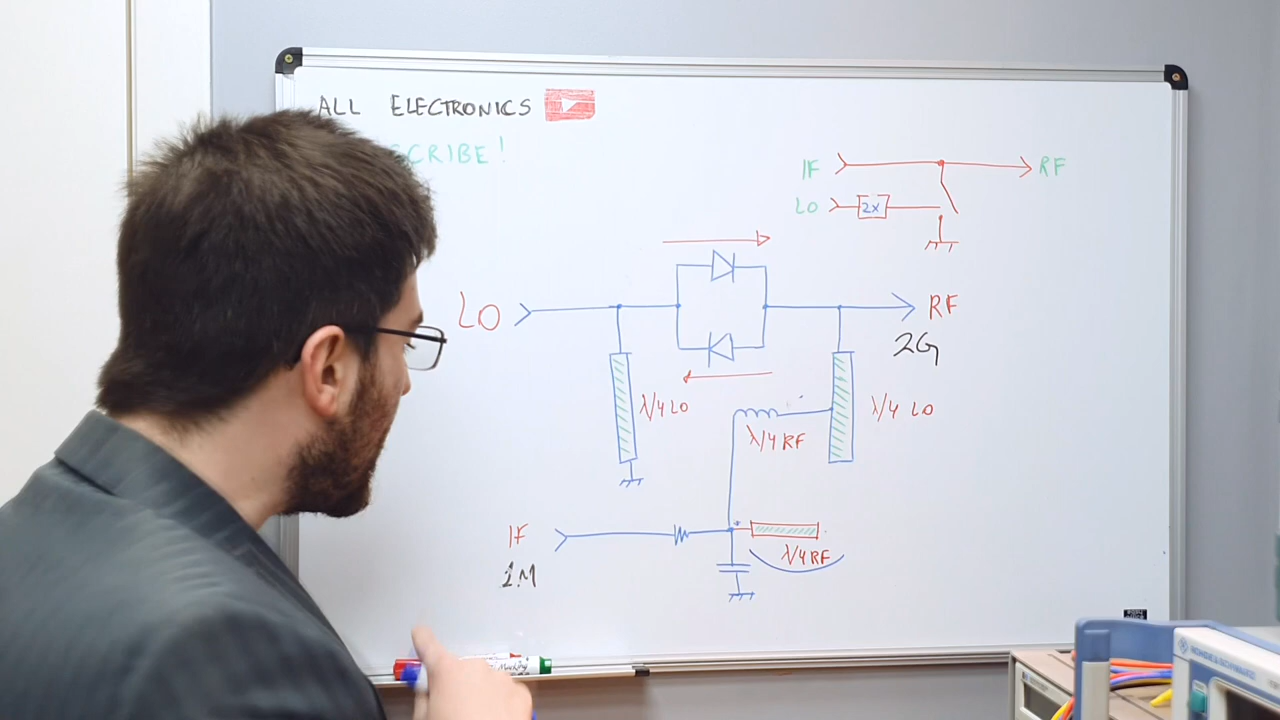 ALL ELECTRONICS
SCRIBE!
IF
RF
LO
2x
LO
RF
2G
λ/4 LO
λ/4 LO
λ/4 RF
IF
1M
λ/4 RF